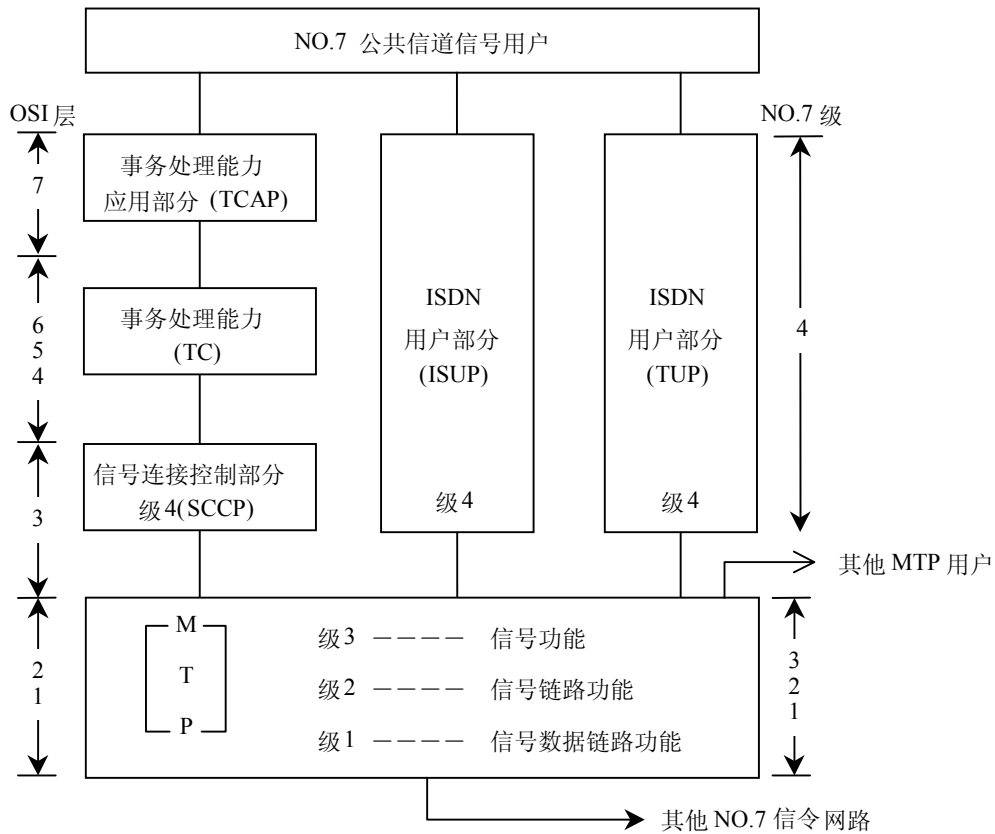 NO.7 公共信道信号用户
OSI 层
NO.7 级
7
事务处理能力
应用部分 (TCAP)
6
5
4
事务处理能力
(TC)
3
信号连接控制部分
级4(SCCP)
ISDN
用户部分
(ISUP)
级4
ISDN
用户部分
(TUP)
级4
4
其他 MTP 用户
2
1
M
T
P
级3 ---- 信号功能
级2 ---- 信号链路功能
级1 ---- 信号数据链路功能
3
2
1
其他 NO.7 信令网路